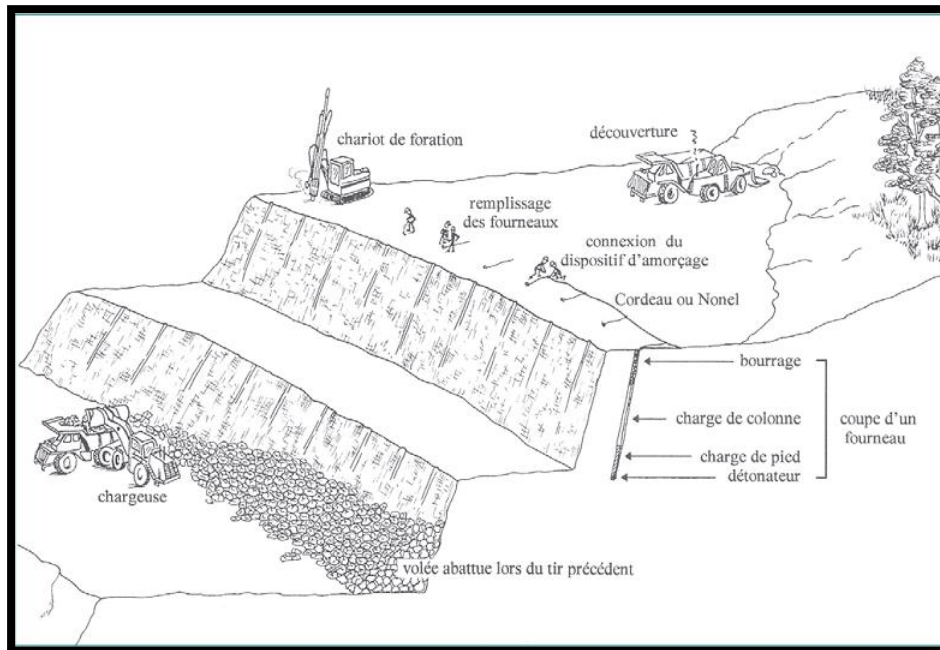 chariot de foration
découverture
remplissage
des fourneaux
connexion du
dispositif d'amorçage
Cordeau ou Nonel
bourrage
charge de colonne
coupe d'un
fourneau
charge de pied
détonateur
chargeuse
volée abattue lors du tir précédent